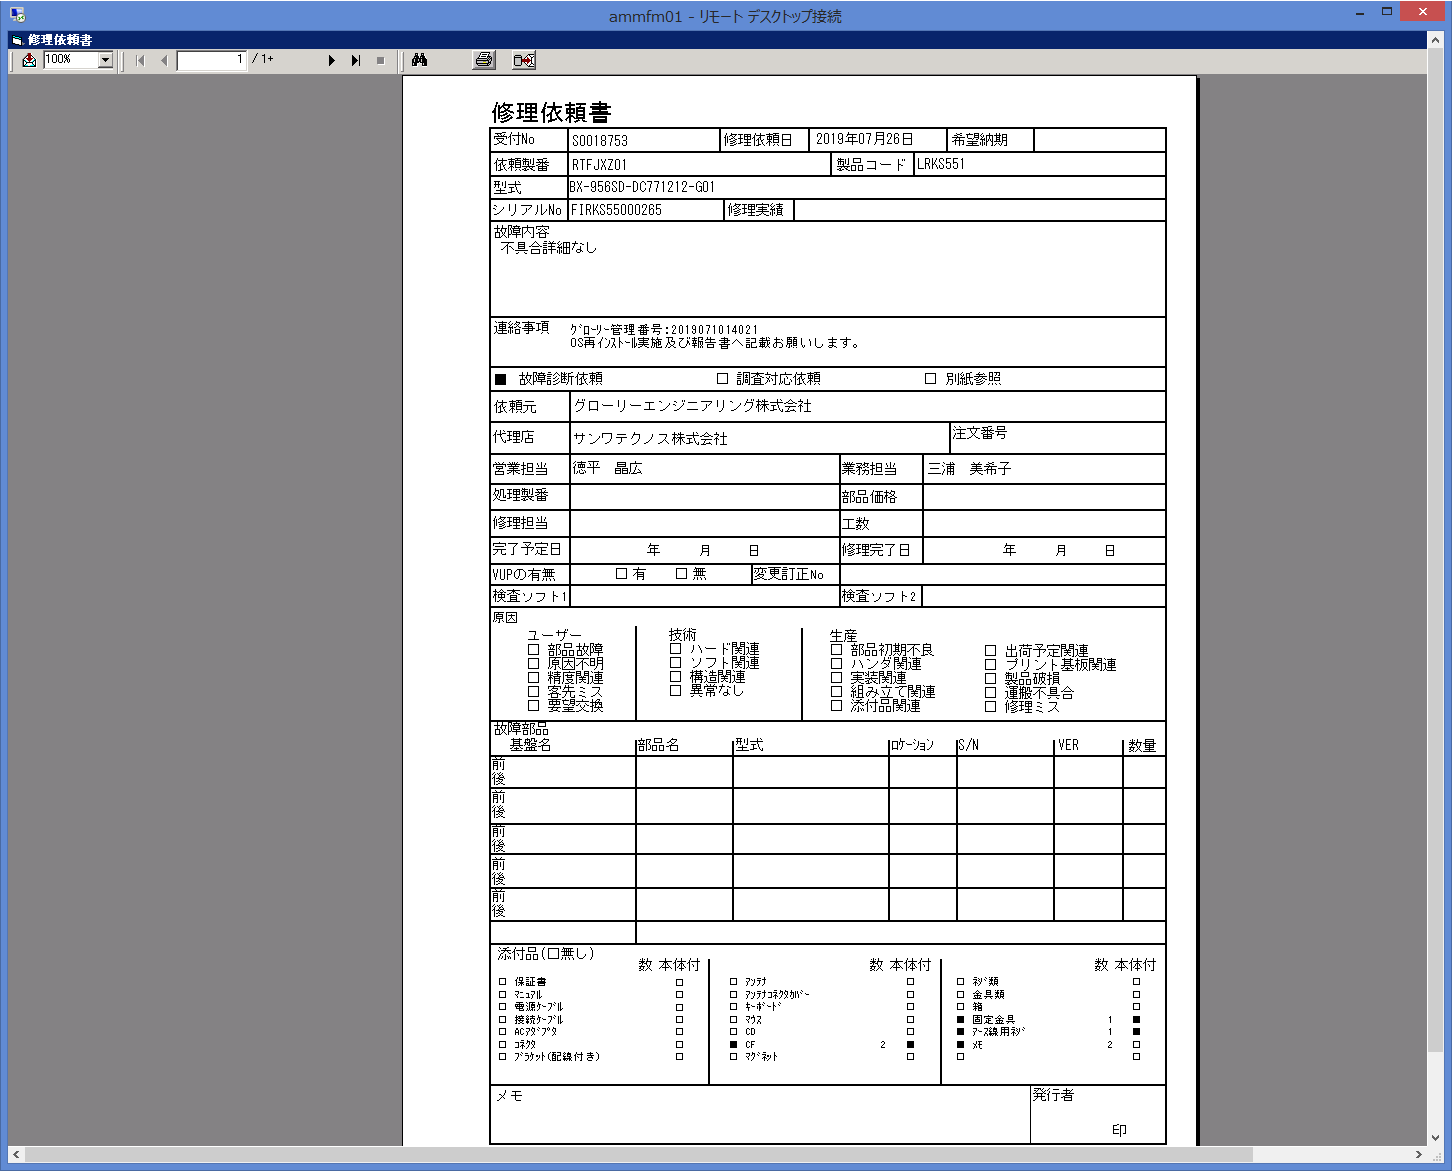 ammfm01 - リモート デスクトップ接続
修理依頼書
100% 1 / 1+
修理依頼書
受付No S0018753 修理依頼日 2019年07月26日 希望納期
依頼製番 RTFJXZ01 製品コード LRKS551
型式 BX-956SD-DC771212-G01
シリアルNo FIRKS55000265 修理実績
故障内容
不具合詳細なし
連絡事項 ｸﾞﾛｰﾘｰ管理番号:2019071014021
OS再ｲﾝｽﾄｰﾙ実施及び報告書へ記載お願いします。
■ 故障診断依頼 □ 調査対応依頼 □ 別紙参照
依頼元 グローリーエンジニアリング株式会社
代理店 サンワテクノス株式会社 注文番号
営業担当 徳平 晶広 業務担当 三浦 美希子
処理製番 部品価格
修理担当 工数
完了予定日 年 月 日 修理完了日 年 月 日
VUPの有無 □ 有 □ 無 変更訂正No
検査ソフト1 検査ソフト2
原因
ユーザー 技術 生産
□ 部品故障 □ ハード関連 □ 部品初期不良 □ 出荷予定関連
□ 原因不明 □ ソフト関連 □ ハンダ関連 □ プリント基板関連
□ 精度関連 □ 構造関連 □ 実装関連 □ 製品破損
□ 客先ミス □ 異常なし □ 組み立て関連 □ 運搬不具合
□ 要望交換 □ 添付品関連 □ 修理ミス
故障部品
基盤名 部品名 型式 ﾛｹｰｼｮﾝ S/N VER 数量
前
後
前
後
前
後
前
後
前
後
添付品(□無し)
数 本体付 数 本体付 数 本体付
□ 保証書 □ □ ｱﾝﾃﾅ □ □ ﾈｼﾞ類 □
□ ﾏﾆｭｱﾙ □ □ ｱﾝﾃﾅｺﾈｸﾀｶﾊﾞｰ □ □ 金具類 □
□ 電源ｹｰﾌﾞﾙ □ □ ｷｰﾎﾞｰﾄﾞ □ □ 箱 □
□ 接続ｹｰﾌﾞﾙ □ □ ﾏｳｽ □ ■ 固定金具 1 ■
□ ACｱﾀﾞﾌﾟﾀ □ □ CD □ ■ ｱｰｽ線用ﾈｼﾞ 1 ■
□ ｺﾈｸﾀ □ ■ CF 2 ■ ■ ﾒﾓ 2 □
□ ﾌﾞﾗｹｯﾄ(配線付き) □ □ ﾏｸﾞﾈｯﾄ □ □ □
メモ 発行者
印